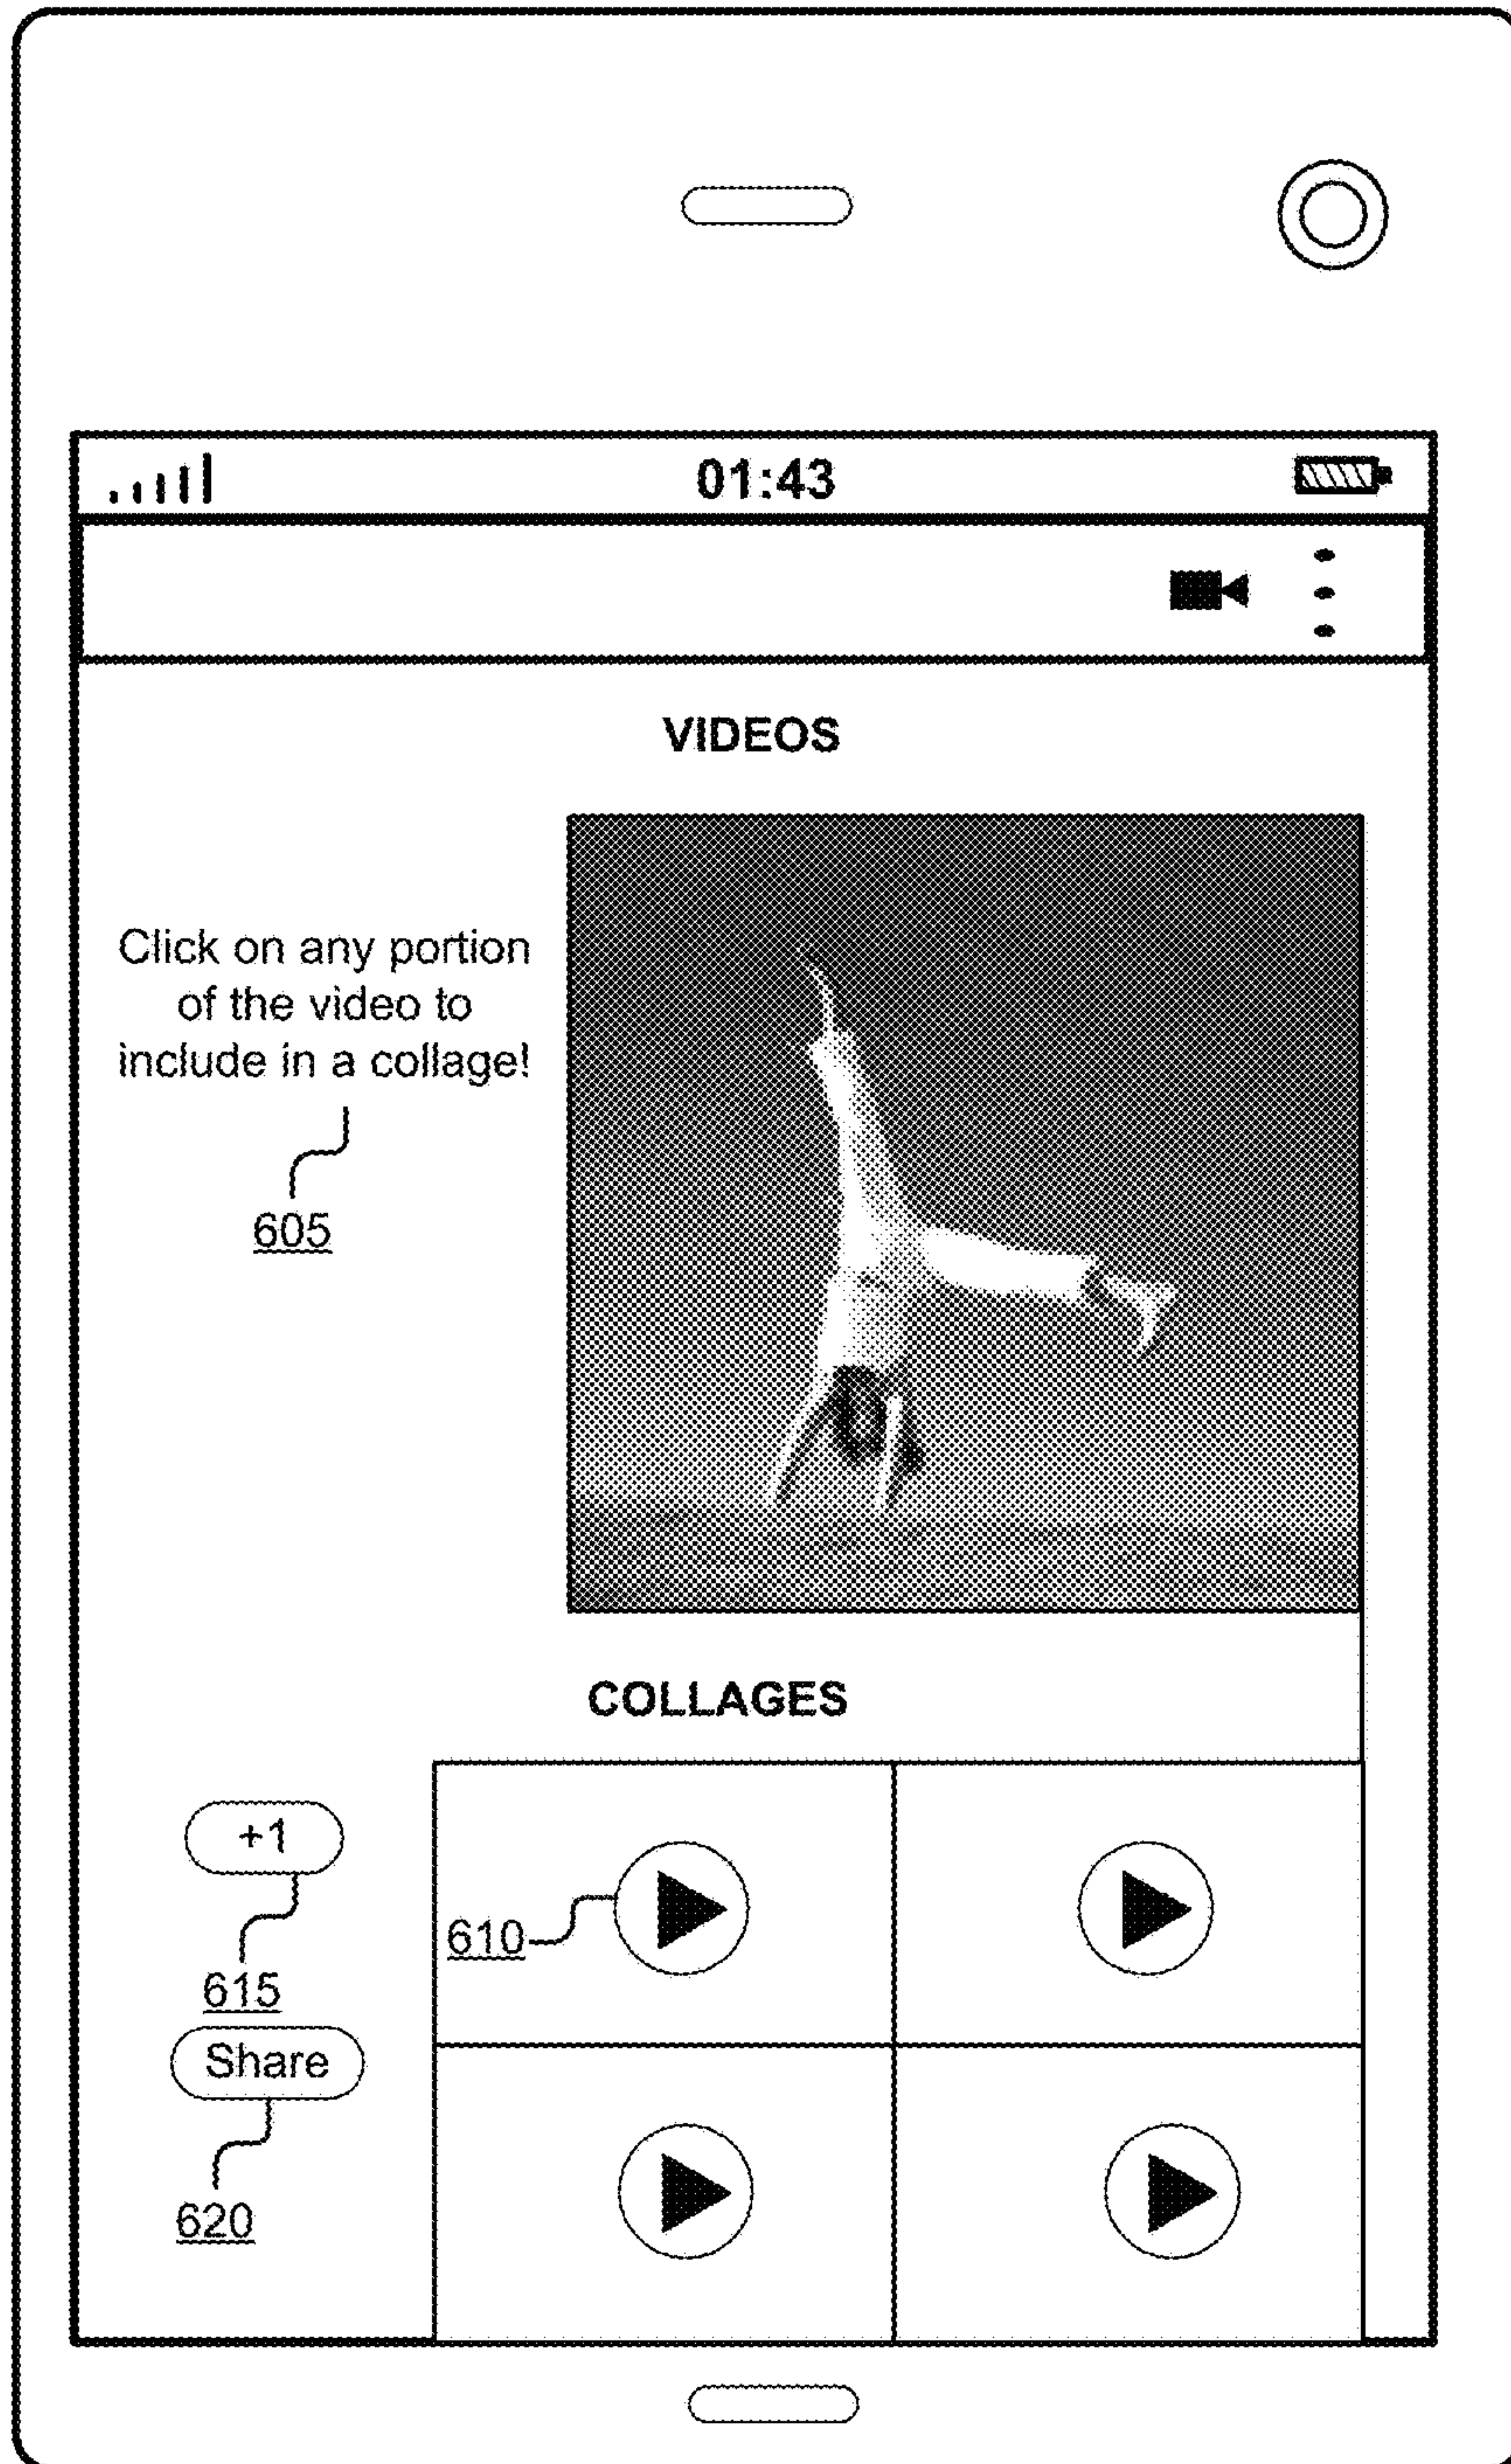 01:43
VIDEOS
Click on any portion
of the video to
include in a collage!
605
COLLAGES
+1
610
615
Share
620